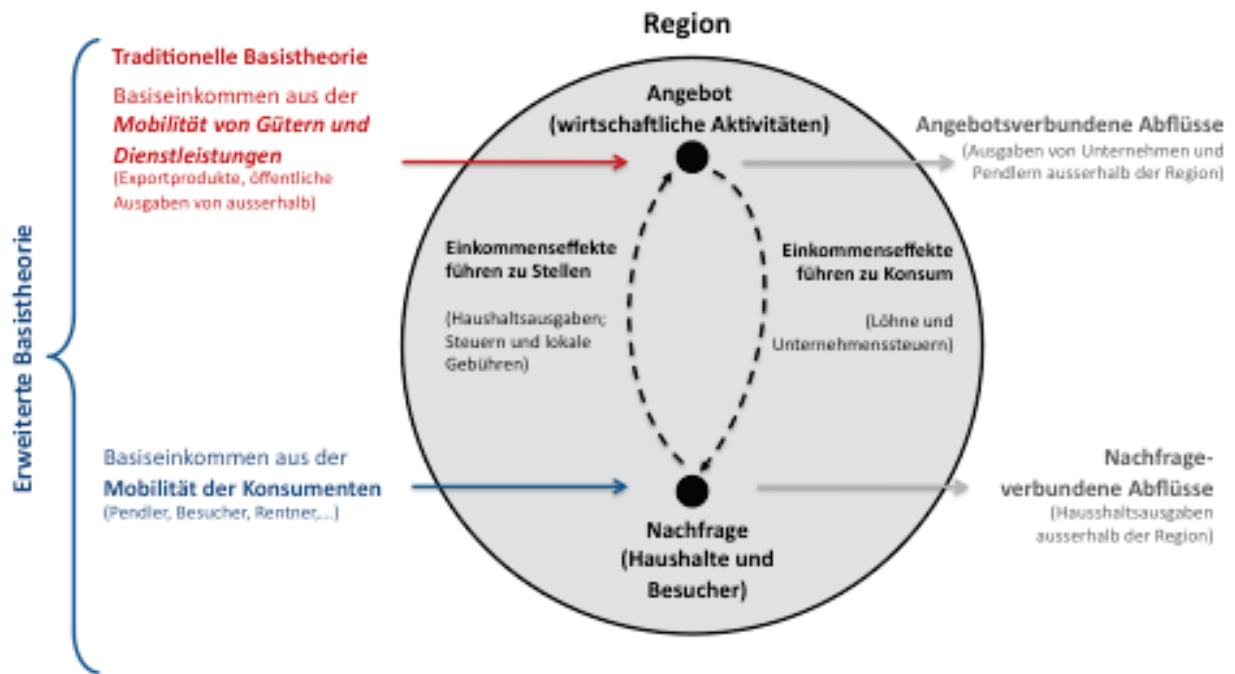 Region
Erweiterte Basistheorie
Traditionelle Basistheorie
Basiseinkommen aus der
Mobilität von Gütern und
Dienstleistungen
(Exportprodukte, öffentliche
Ausgaben von ausserhalb)
Angebot
(wirtschaftliche Aktivitäten)
Angebotsverbundene Abflüsse
(Ausgaben von Unternehmen und
Pendlern ausserhalb der Region)
Einkommenseffekte
führen zu Stellen
(Haushaltsausgaben;
Steuern und lokale
Gebühren)
Einkommenseffekte
führen zu Konsum
(Löhne und
Unternehmenssteuern)
Basiseinkommen aus der
Mobilität der Konsumenten
(Pendler, Besucher, Rentner,...)
Nachfrage
(Haushalte und
Besucher)
Nachfrage-
verbundene Abflüsse
(Hausshaltsausgaben
ausserhalb der Region)